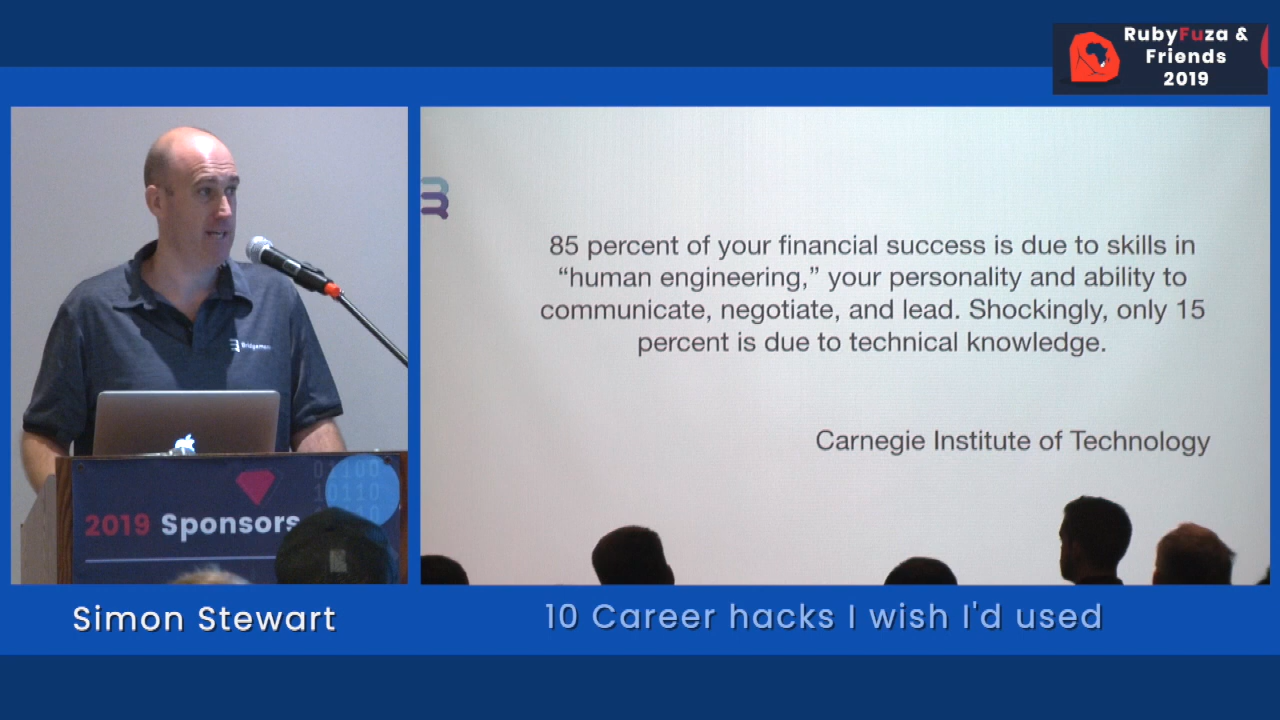 RubyFuza &
Friends
2019
85 percent of your financial success is due to skills in
“human engineering,” your personality and ability to
communicate, negotiate, and lead. Shockingly, only 15
percent is due to technical knowledge.
Carnegie Institute of Technology
01100
10110
2019 Sponsors
Simon Stewart
10 Career hacks I wish I'd used